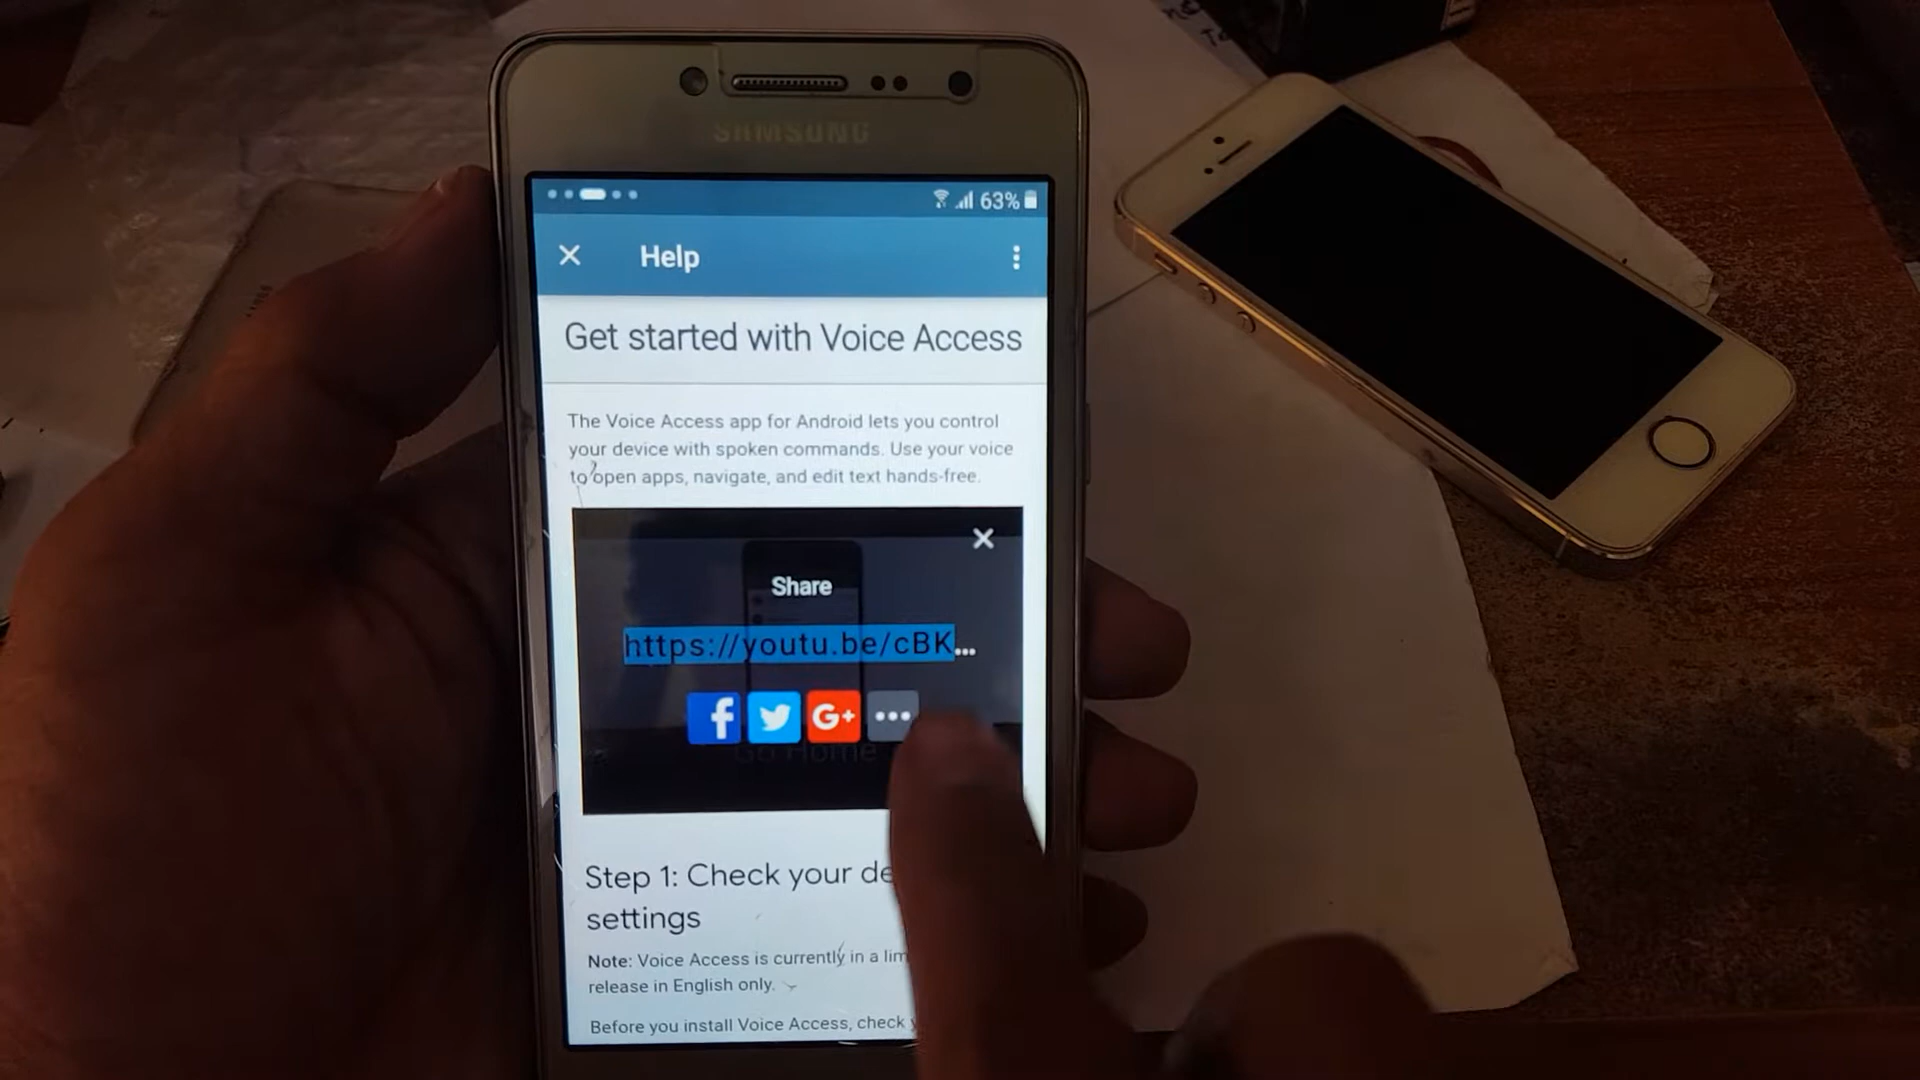 SAMSUNG
63%
Help
Get started with Voice Access
The Voice Access app for Android lets you control
your device with spoken commands. Use your voice
to open apps, navigate, and edit text hands-free.
Share
https://youtu.be/cBK...
f G+
Go Home
Step 1: Check your de
settings
Note: Voice Access is currently in a lim
release in English only.
Before you install Voice Access, check y